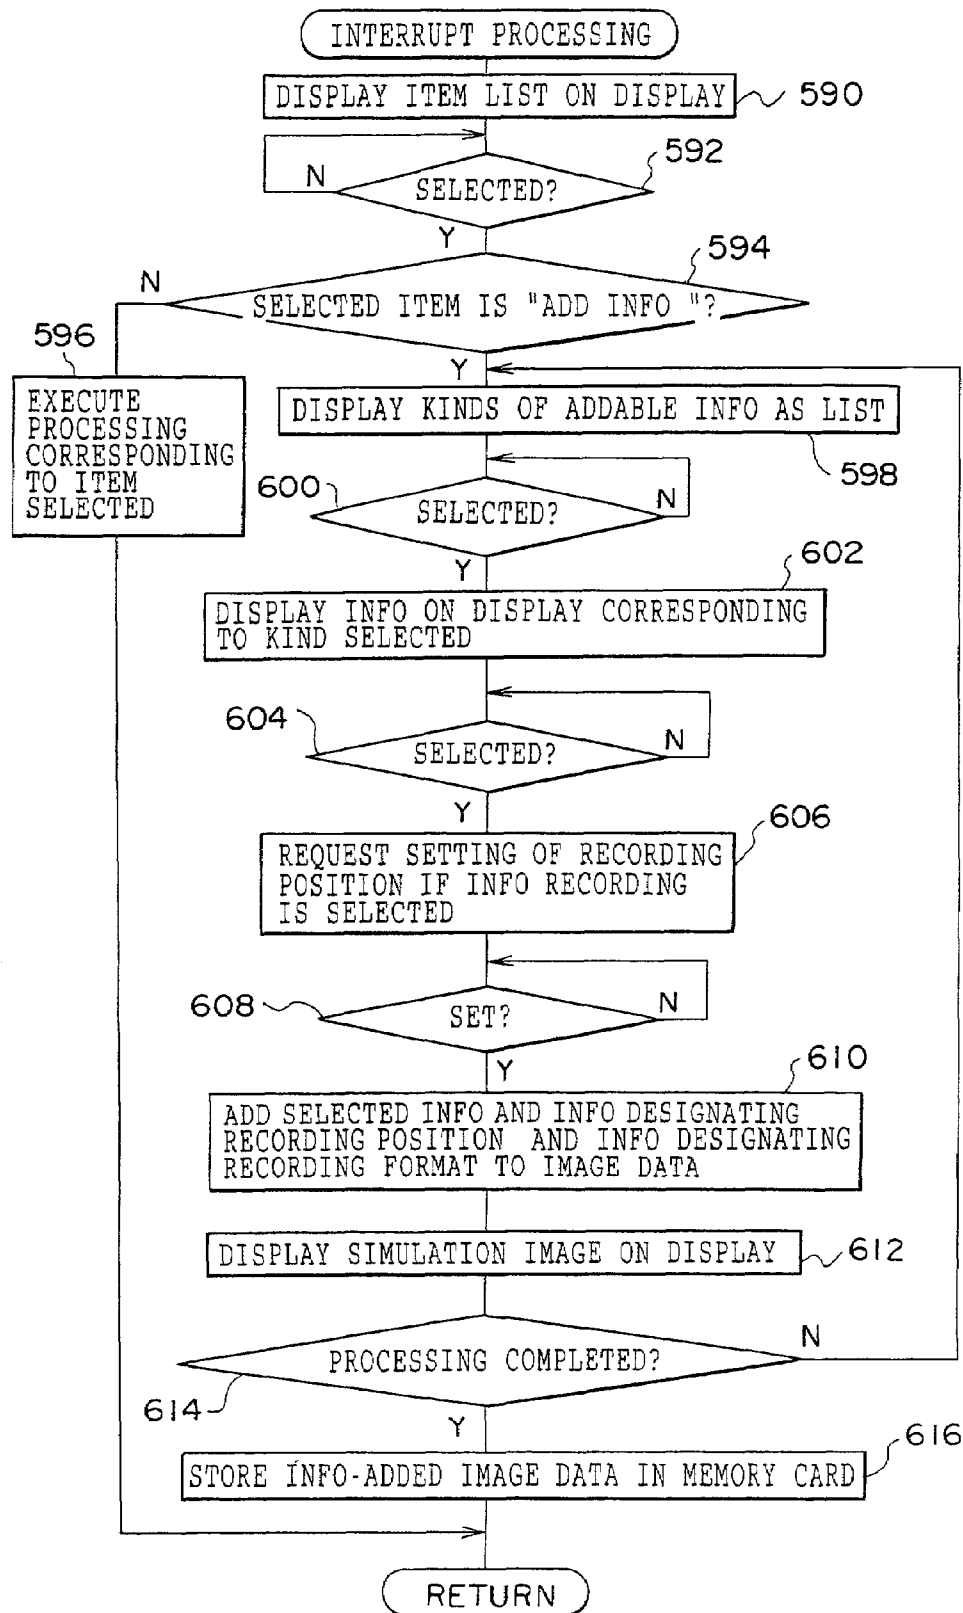 INTERRUPT PROCESSING
DISPLAY ITEM LIST ON DISPLAY
590
592
N
SELECTED?
Y
594
N
SELECTED ITEM IS "ADD INFO "?
596
Y
EXECUTE
PROCESSING
CORRESPONDING
TO ITEM
SELECTED
DISPLAY KINDS OF ADDABLE INFO AS LIST
598
600
SELECTED?
N
Y
602
DISPLAY INFO ON DISPLAY CORRESPONDING
TO KIND SELECTED
604
SELECTED?
N
Y
606
REQUEST SETTING OF RECORDING
POSITION IF INFO RECORDING
IS SELECTED
608
SET?
N
Y
610
ADD SELECTED INFO AND INFO DESIGNATING
RECORDING POSITION AND INFO DESIGNATING
RECORDING FORMAT TO IMAGE DATA
DISPLAY SIMULATION IMAGE ON DISPLAY
612
N
PROCESSING COMPLETED?
614
Y
616
STORE INFO-ADDED IMAGE DATA IN MEMORY CARD
RETURN